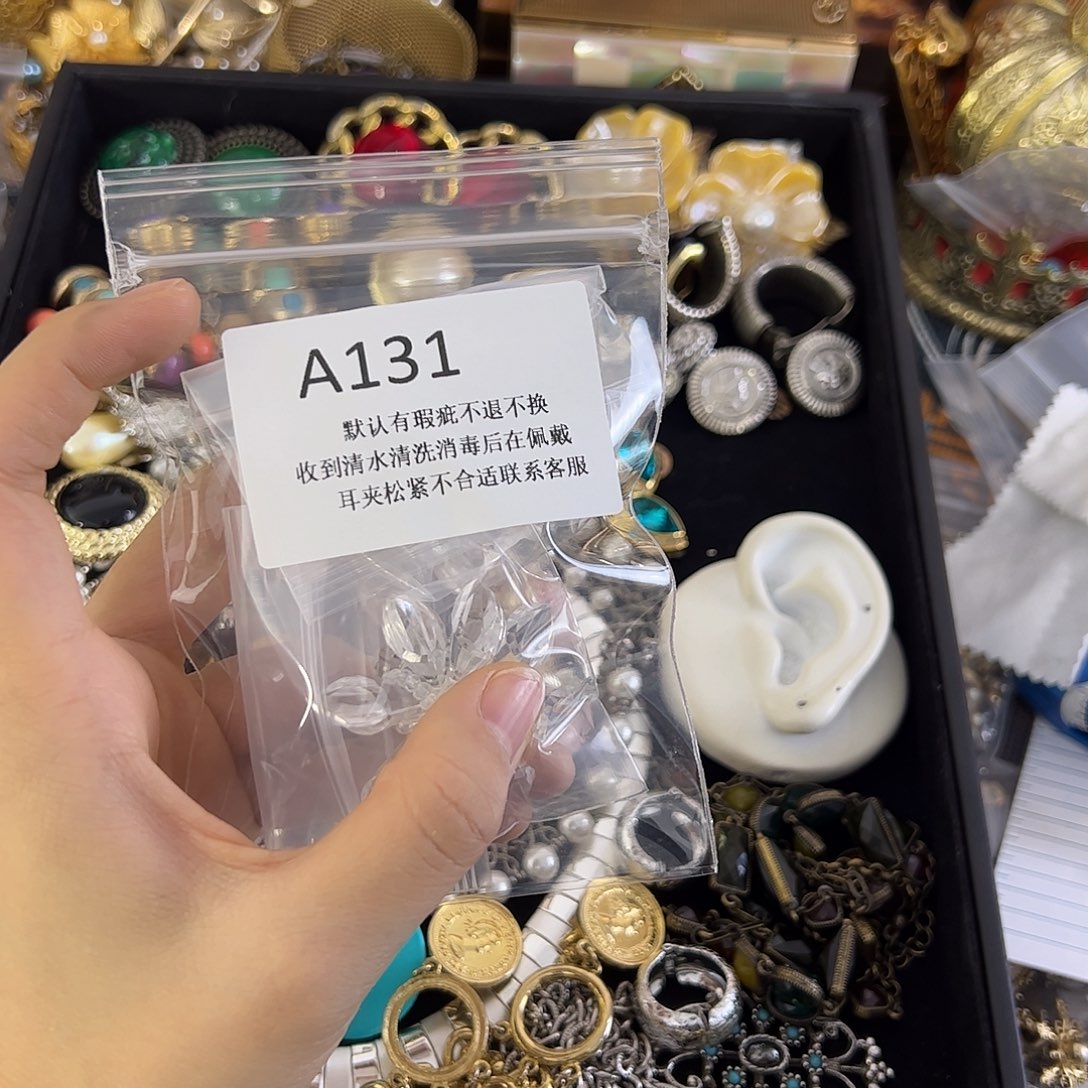 A131
默认有瑕疵不退不换
收到清水清洗消毒后在佩戴
耳夹松紧不合适联系客服